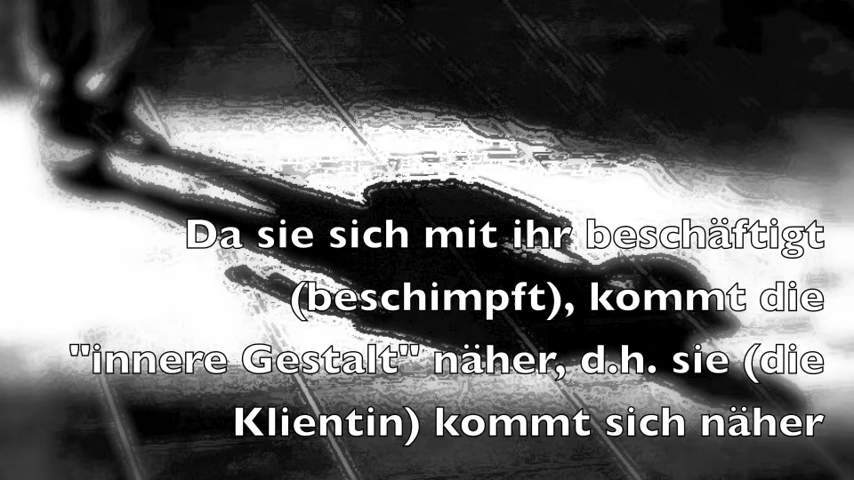 Da sie sich mit ihr beschäftigt
(beschimpft), kommt die
"innere Gestalt" näher, d.h. sie (die
Klientin) kommt sich näher